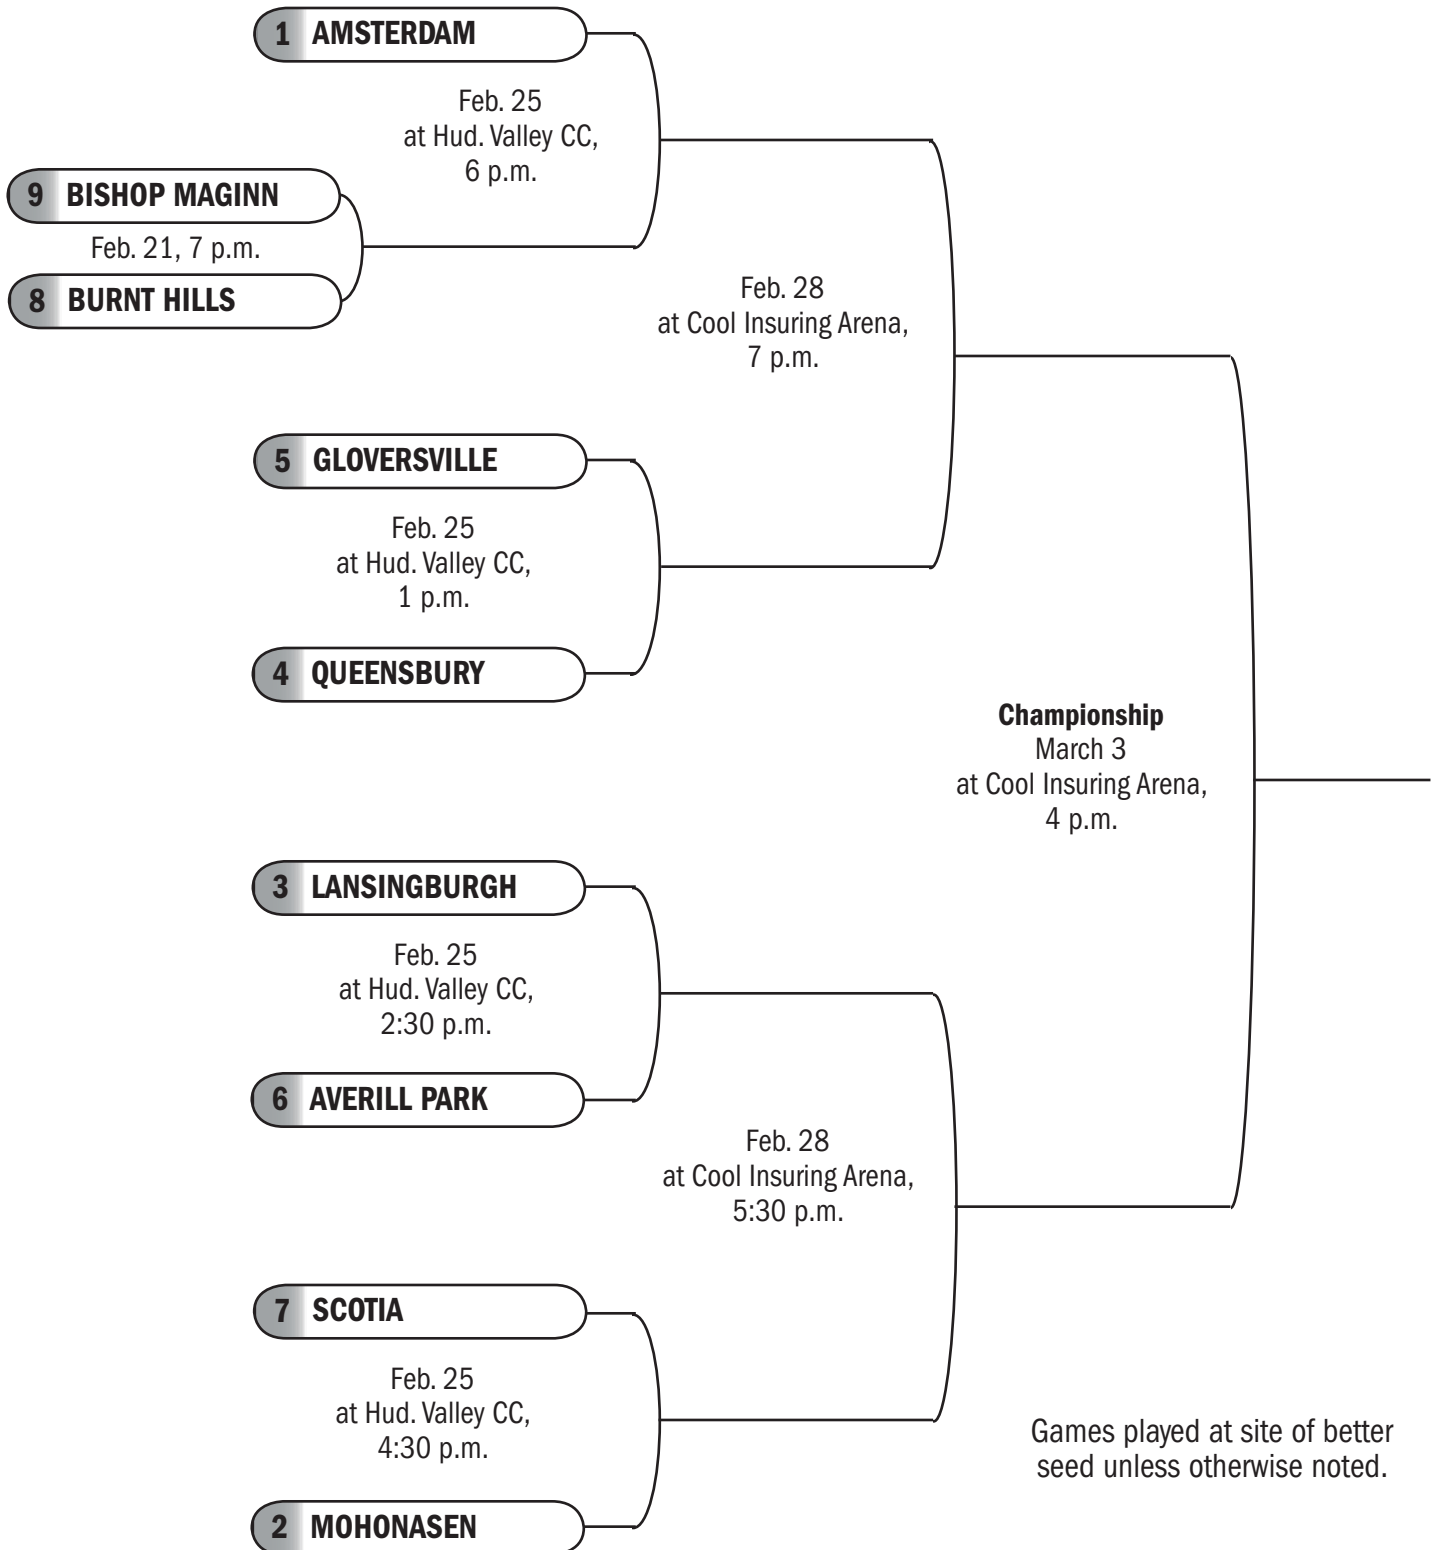 1 AMSTERDAM
Feb. 25
at Hud. Valley CC,
6 p.m.
9 BISHOP MAGINN
Feb. 21, 7 p.m.
8 BURNT HILLS
Feb. 28
at Cool Insuring Arena,
7 p.m.
5 GLOVERSVILLE
Feb. 25
at Hud. Valley CC,
1 p.m.
4 QUEENSBURY
Championship
March 3
at Cool Insuring Arena,
4 p.m.
3 LANSINGBURGH
Feb. 25
at Hud. Valley CC,
2:30 p.m.
6 AVERILL PARK
Feb. 28
at Cool Insuring Arena,
5:30 p.m.
7 SCOTIA
Feb. 25
at Hud. Valley CC,
4:30 p.m.
2 MOHONASEN
Games played at site of better
seed unless otherwise noted.